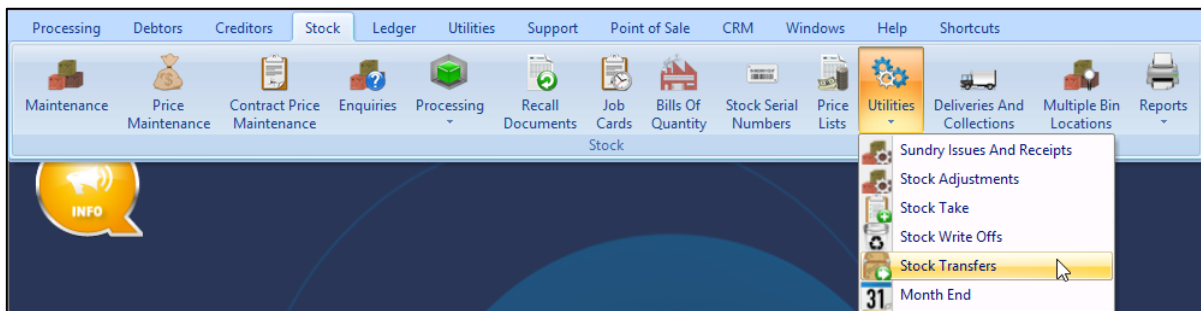 Processing Debtors Creditors Stock Ledger Utilities Support Point of Sale CRM Windows Help Shortcuts
Maintenance Price Contract Price Enquiries Processing Recall Job Bills Of Stock Serial Price Utilities Deliveries And Multiple Bin Reports
Maintenance Maintenance Documents Cards Quantity Numbers Lists Collections Locations
Stock
INFO
Sundry Issues And Receipts
Stock Adjustments
Stock Take
Stock Write Offs
Stock Transfers
31 Month End